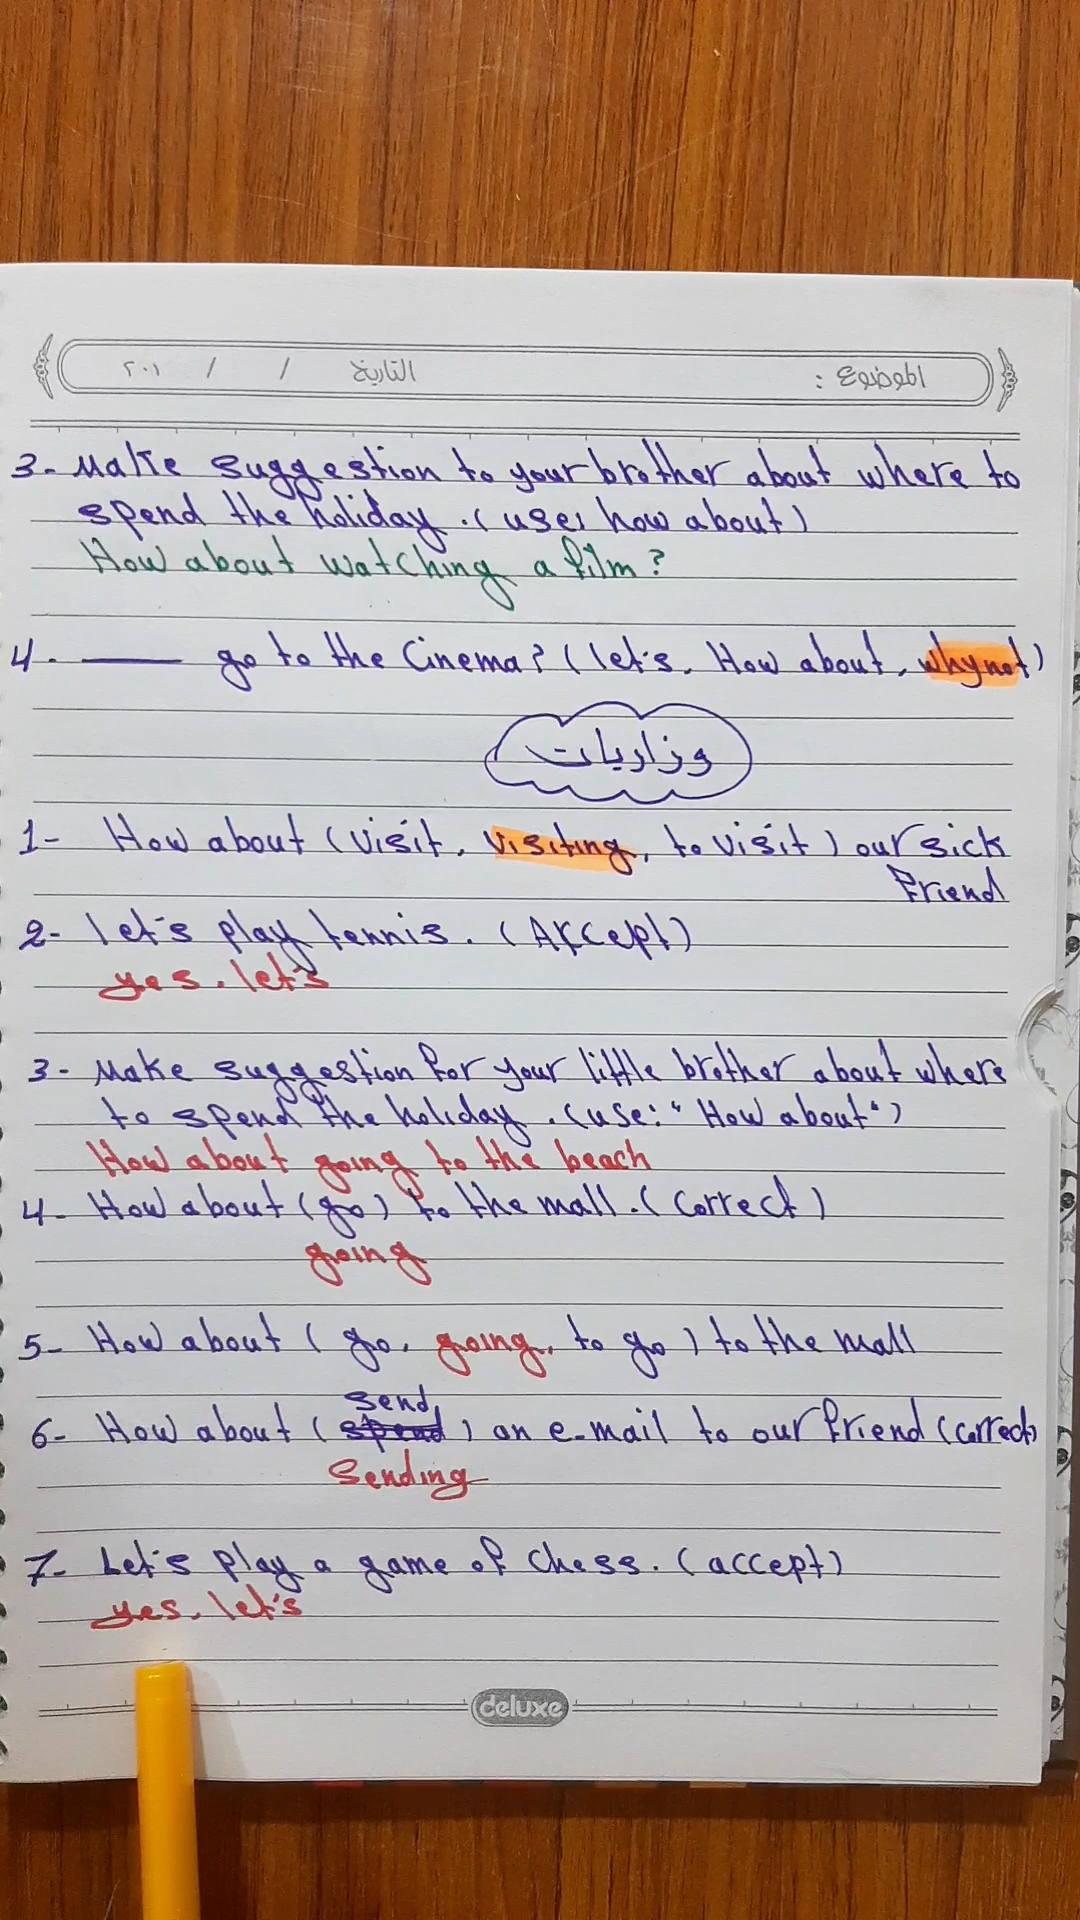 الموضوع : التاريخ / / ٢٠١
3- Make suggestion to your brother about where to
spend the holiday. (use, how about)
How about watching a film?
4. ____ go to the Cinema? (let's, How about, why not)
وزاريات
1- How about (visit, visiting, to visit) our sick
friend
2- let's play tennis. (Accept)
yes. let's
3- Make suggestion for your little brother about where
to spend the holiday. (use: "How about")
How about going to the beach
4- How about (go) to the mall. (Correct)
going
5- How about (go, going, to go) to the mall
send
6- How about (spend) an e-mail to our friend (correct)
Sending
7- Let's play a game of chess. (accept)
yes. let's
deluxe